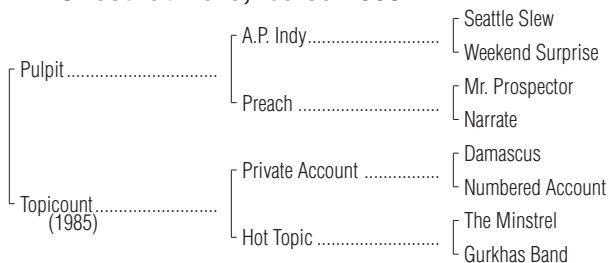 Seattle Slew
A.P. Indy
Weekend Surprise
Pulpit
Mr. Prospector
Preach
Narrate
Damascus
Private Account
Numbered Account
Topicount
(1985)
The Minstrel
Hot Topic
Gurkhas Band